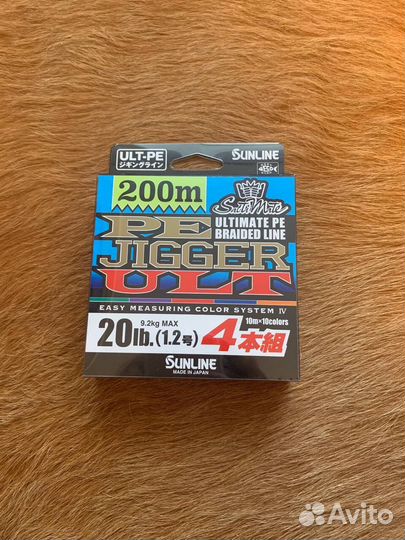 ULT-PE
ジギングライン
SUNLINE
200m
SaltiMate
ULTIMATE PE
BRAIDED LINE
PE
JIGGER
ULT
EASY MEASURING COLOR SYSTEM IV
10m×10colors
9.2kg MAX
20lb.(1.2号)
4本組
SUNLINE
MADE IN JAPAN
Avito